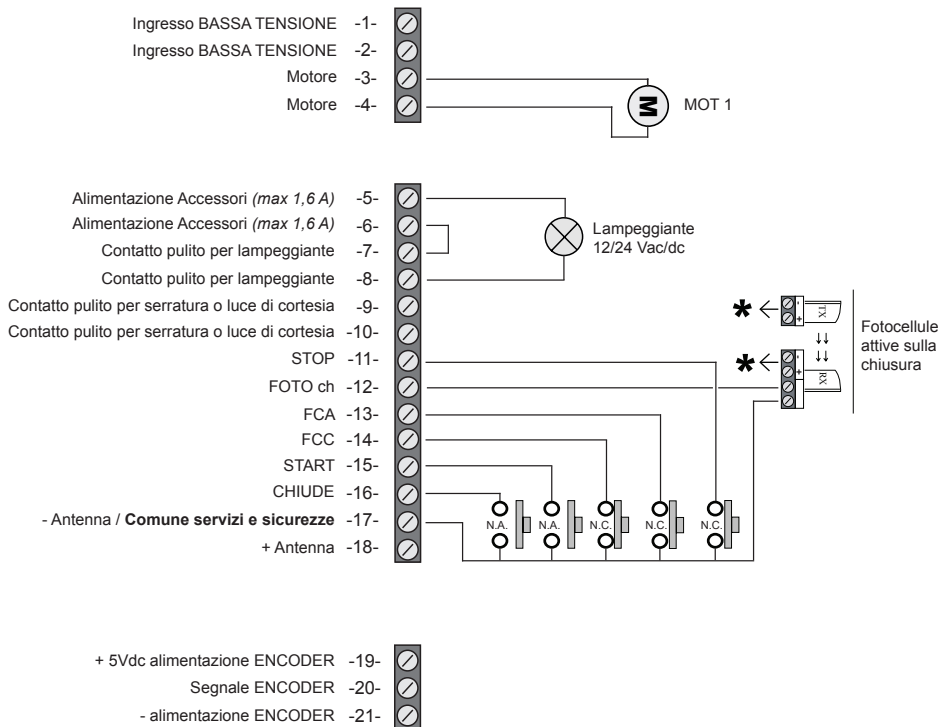 Ingresso BASSA TENSIONE -1-
Ingresso BASSA TENSIONE -2-
Motore -3-
Motore -4-
M
MOT 1
Alimentazione Accessori (max 1,6 A) -5-
Alimentazione Accessori (max 1,6 A) -6-
Contatto pulito per lampeggiante -7-
Contatto pulito per lampeggiante -8-
Contatto pulito per serratura o luce di cortesia -9-
Contatto pulito per serratura o luce di cortesia -10-
STOP -11-
FOTO ch -12-
FCA -13-
FCC -14-
START -15-
CHIUDE -16-
- Antenna / Comune servizi e sicurezze -17-
+ Antenna -18-
Lampeggiante
12/24 Vac/dc
* - + TX
* - + RX
Fotocellule
attive sulla
chiusura
N.A. N.A. N.C. N.C. N.C.
+ 5Vdc alimentazione ENCODER -19-
Segnale ENCODER -20-
- alimentazione ENCODER -21-